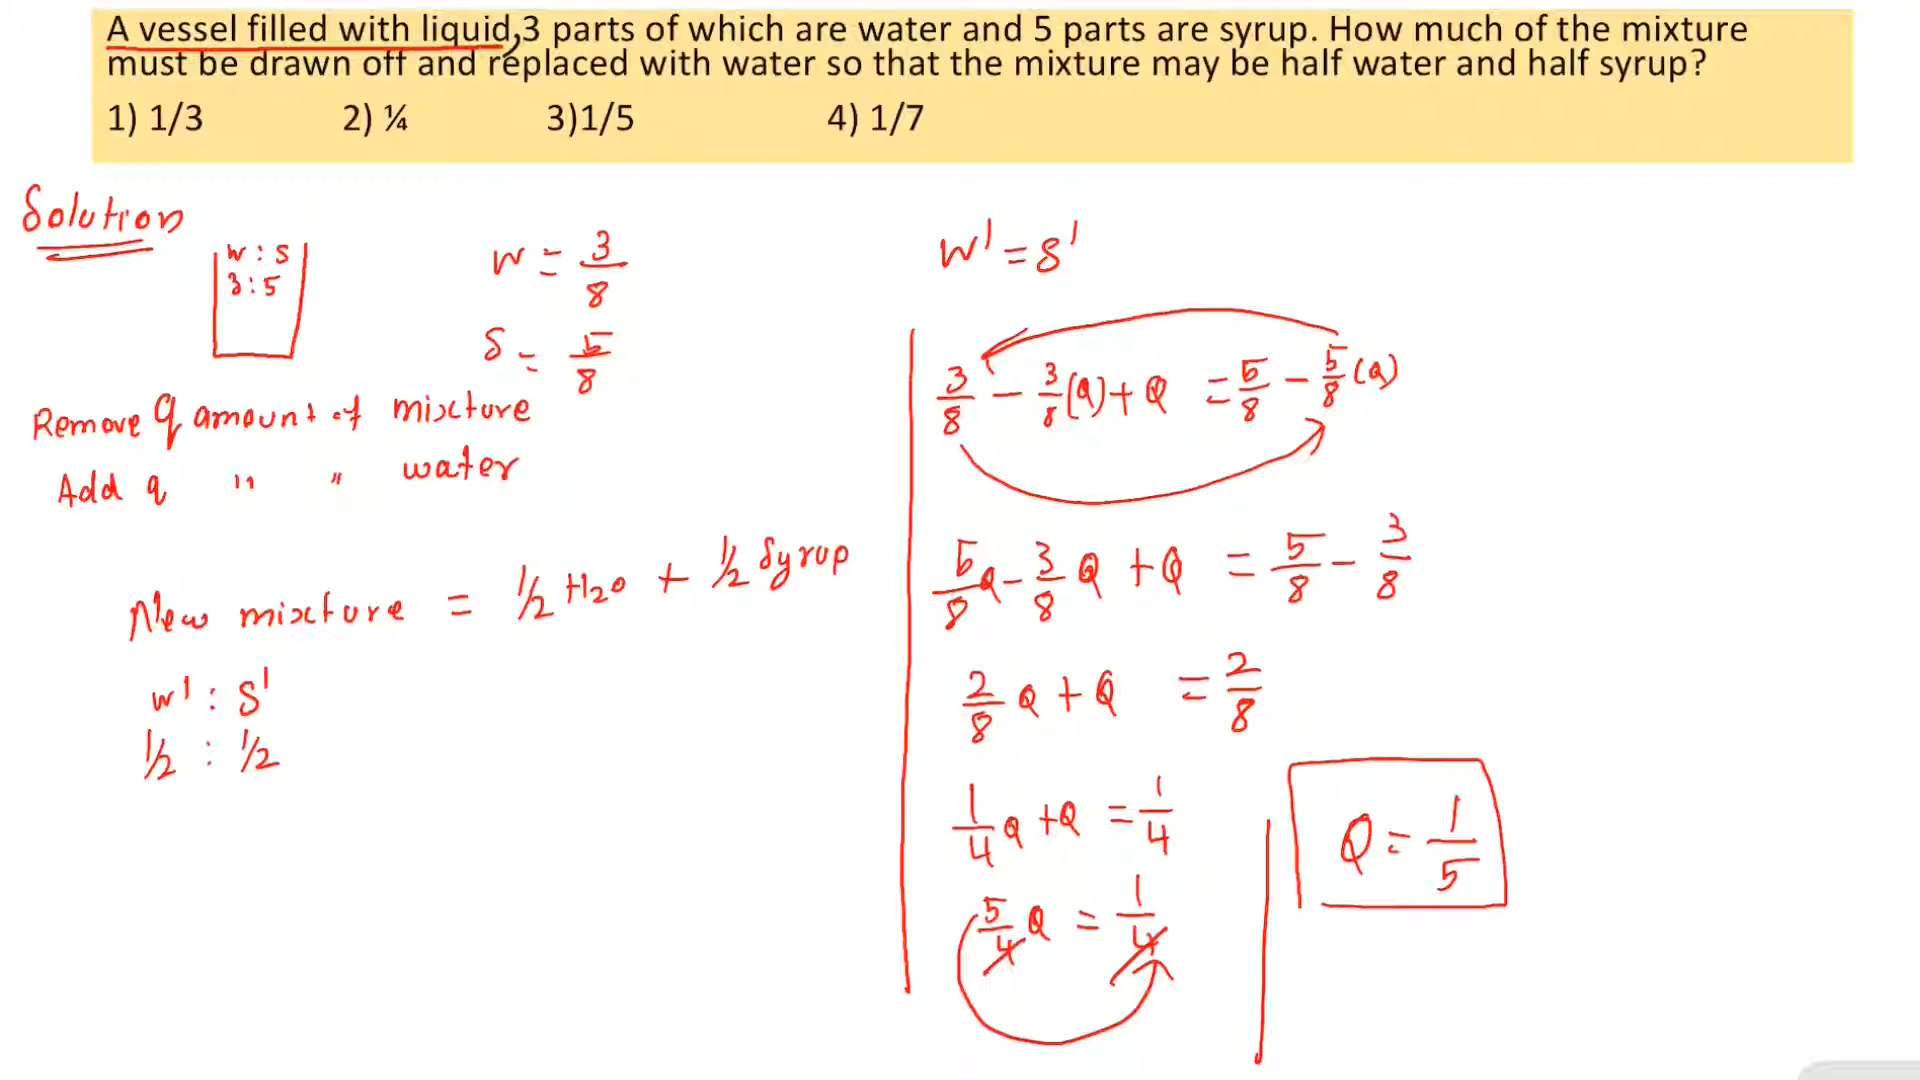 A vessel filled with liquid,3 parts of which are water and 5 parts are syrup. How much of the mixture
must be drawn off and replaced with water so that the mixture may be half water and half syrup?
1) 1/3 2) ¼ 3)1/5 4) 1/7
Solution
W : S
3 : 5
W = 3/8
S = 5/8
Remove q amount of mixture
Add q " " water
New mixture = 1/2 H2O + 1/2 Syrup
W' : S'
1/2 : 1/2
W' = S'
3/8 - 3/8(Q) + Q = 5/8 - 5/8(Q)
5/8 Q - 3/8 Q + Q = 5/8 - 3/8
2/8 Q + Q = 2/8
1/4 Q + Q = 1/4
5/4 Q = 1/4
Q = 1/5